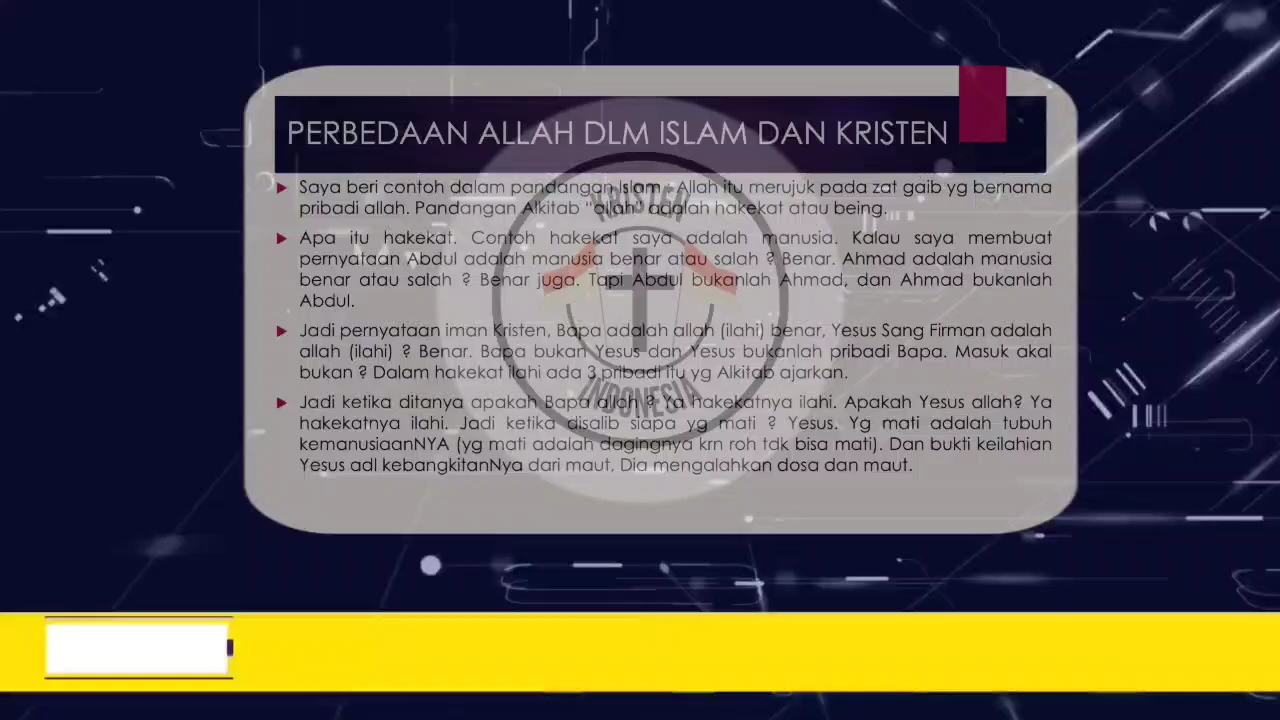 PERBEDAAN ALLAH DLM ISLAM DAN KRISTEN
Saya beri contoh dalam pandangan Islam : Allah itu merujuk pada zat gaib yg bernama
pribadi allah. Pandangan Alkitab "allah" adalah hakekat atau being.
Apa itu hakekat. Contoh hakekat saya adalah manusia. Kalau saya membuat
pernyataan Abdul adalah manusia benar atau salah ? Benar. Ahmad adalah manusia
benar atau salah ? Benar juga. Tapi Abdul bukanlah Ahmad, dan Ahmad bukanlah
Abdul.
Jadi pernyataan iman Kristen, Bapa adalah allah (ilahi) benar, Yesus Sang Firman adalah
allah (ilahi) ? Benar. Bapa bukan Yesus dan Yesus bukanlah pribadi Bapa. Masuk akal
bukan ? Dalam hakekat ilahi ada 3 pribadi itu yg Alkitab ajarkan.
Jadi ketika ditanya apakah Bapa allah ? Ya hakekatnya ilahi. Apakah Yesus allah? Ya
hakekatnya ilahi. Jadi ketika disalib siapa yg mati ? Yesus. Yg mati adalah tubuh
kemanusiaanNYA (yg mati adalah dagingnya krn roh tdk bisa mati). Dan bukti keilahian
Yesus adl kebangkitanNya dari maut, Dia mengalahkan dosa dan maut.
KRISTEN
INDONESIA